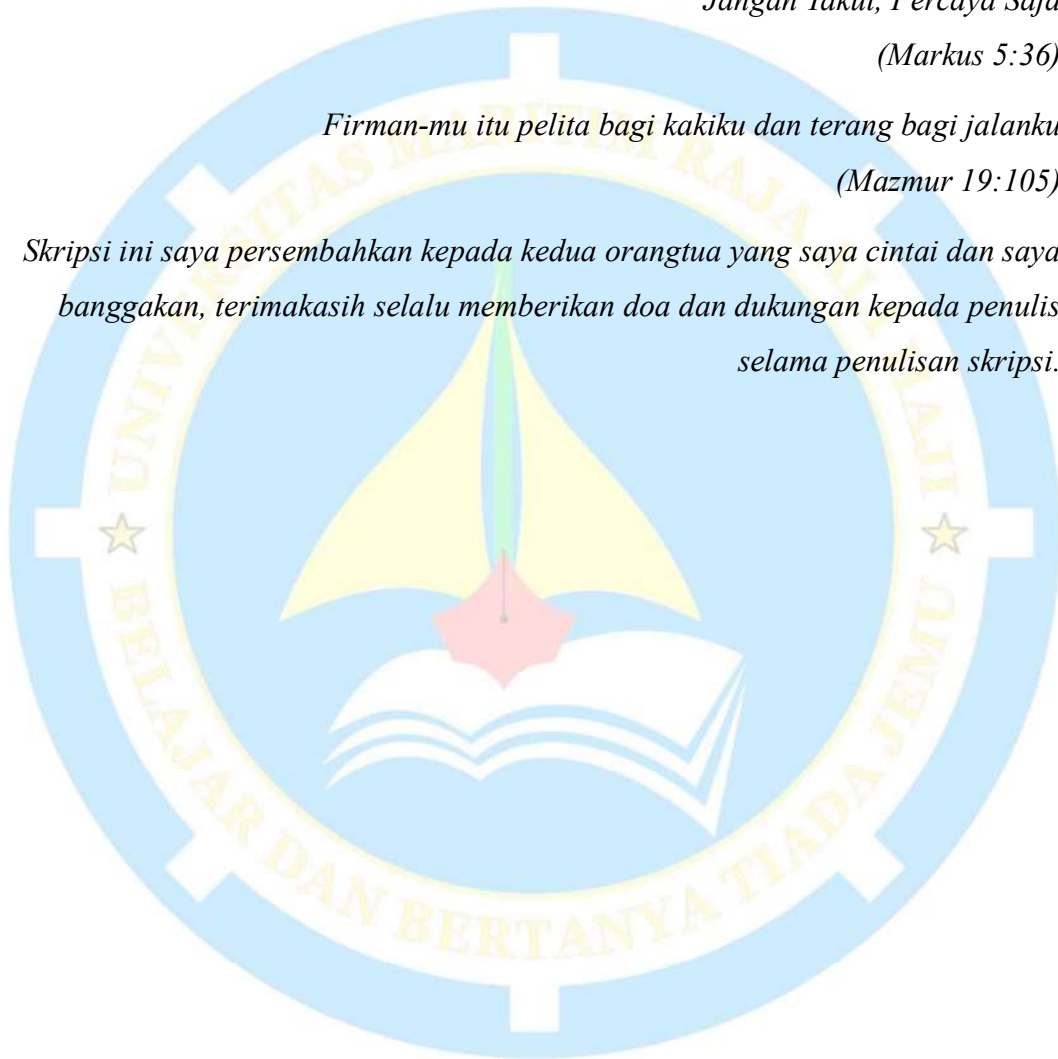 Jangan Takut, Percaya Saja
(Markus 5:36)
Firman-mu itu pelita bagi kakiku dan terang bagi jalanku
(Mazmur 19:105)
Skripsi ini saya persembahkan kepada kedua orangtua yang saya cintai dan saya
banggakan, terimakasih selalu memberikan doa dan dukungan kepada penulis
selama penulisan skripsi.
UNIVERSITAS MARITIM RAJA ALI HAJI
BELAJAR DAN BERTANYA TIADA JEMU